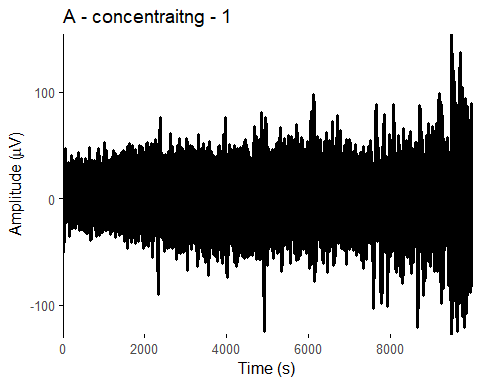 A - concentraitng - 1
Amplitude (μV)
100
0
-100
0 2000 4000 6000 8000
Time (s)